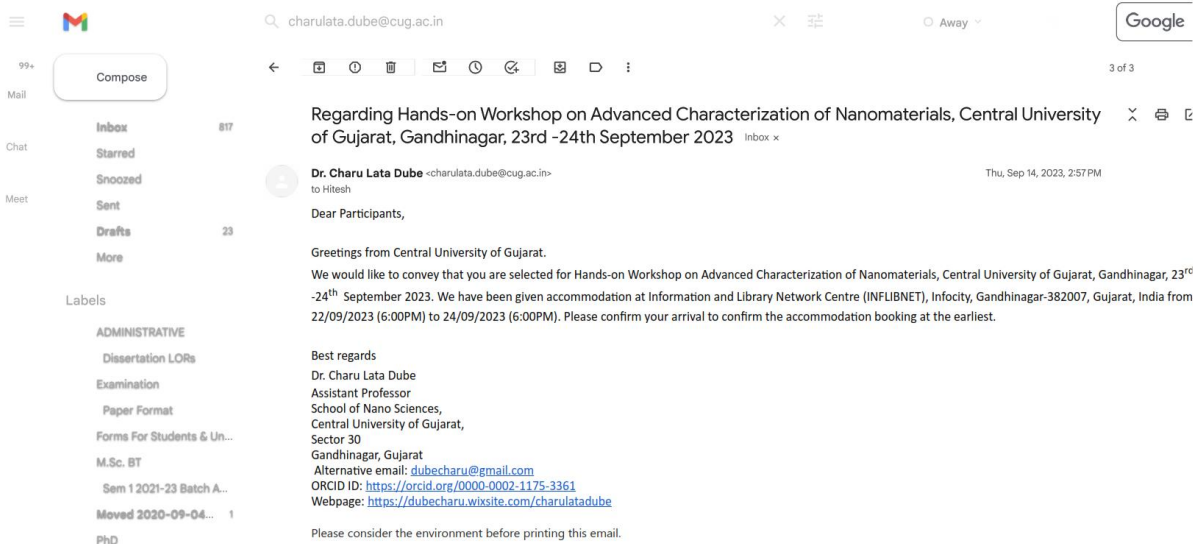 charulata.dube@cug.ac.in
Away
Google
99+
Mail
Chat
Meet
Compose
3 of 3
Inbox 817
Starred
Snoozed
Sent
Drafts 23
More
Labels
ADMINISTRATIVE
Dissertation LORs
Examination
Paper Format
Forms For Students & Un...
M.Sc. BT
Sem 1 2021-23 Batch A...
Moved 2020-09-04... 1
PhD
Regarding Hands-on Workshop on Advanced Characterization of Nanomaterials, Central University
of Gujarat, Gandhinagar, 23rd -24th September 2023 Inbox ×
Dr. Charu Lata Dube <charulata.dube@cug.ac.in> Thu, Sep 14, 2023, 2:57 PM
to Hitesh
Dear Participants,
Greetings from Central University of Gujarat.
We would like to convey that you are selected for Hands-on Workshop on Advanced Characterization of Nanomaterials, Central University of Gujarat, Gandhinagar, 23rd
-24th September 2023. We have been given accommodation at Information and Library Network Centre (INFLIBNET), Infocity, Gandhinagar-382007, Gujarat, India from
22/09/2023 (6:00PM) to 24/09/2023 (6:00PM). Please confirm your arrival to confirm the accommodation booking at the earliest.
Best regards
Dr. Charu Lata Dube
Assistant Professor
School of Nano Sciences,
Central University of Gujarat,
Sector 30
Gandhinagar, Gujarat
Alternative email: dubecharu@gmail.com
ORCID ID: https://orcid.org/0000-0002-1175-3361
Webpage: https://dubecharu.wixsite.com/charulatadube
Please consider the environment before printing this email.